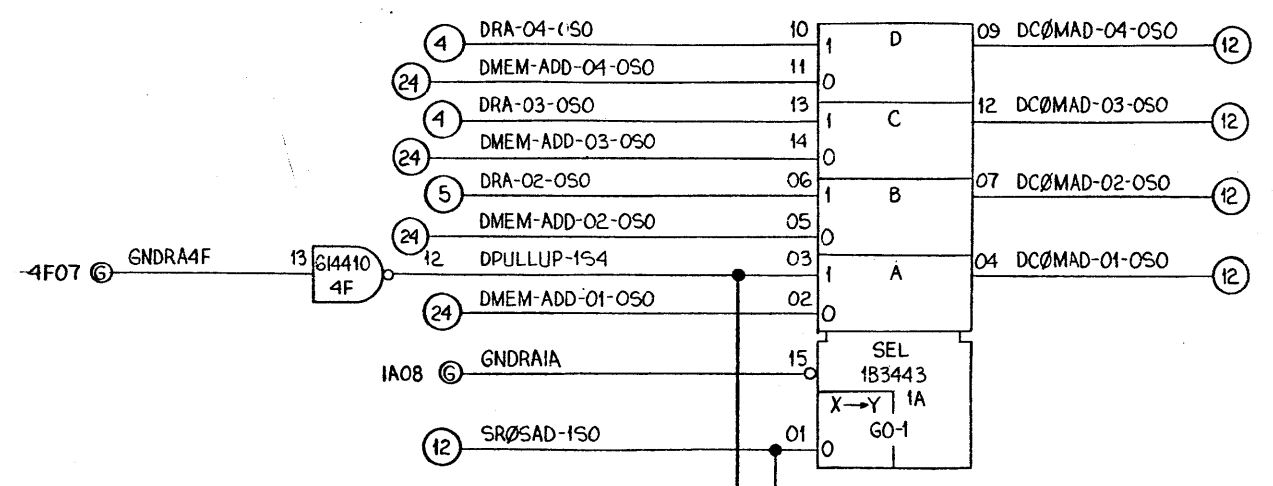 DRA-04-0S0 10 D 09 DCØMAD-04-0S0
4 1 12
DMEM-ADD-04-0S0 11
24 0
DRA-03-0S0 13 C 12 DCØMAD-03-0S0
4 1 12
DMEM-ADD-03-0S0 14
24 0
DRA-02-0S0 06 B 07 DCØMAD-02-0S0
5 1 12
DMEM-ADD-02-0S0 05
24 0
4F07 G GNDRA4F 13 G14410 12 DPULLUP-1S4 03 A 04 DCØMAD-01-0S0
4F 1 12
DMEM-ADD-01-0S0 02
24 0
1A08 G GNDRA1A 15 SEL
1B3443
X→Y 1A
12 SRØSAD-1S0 01 G0-1
0